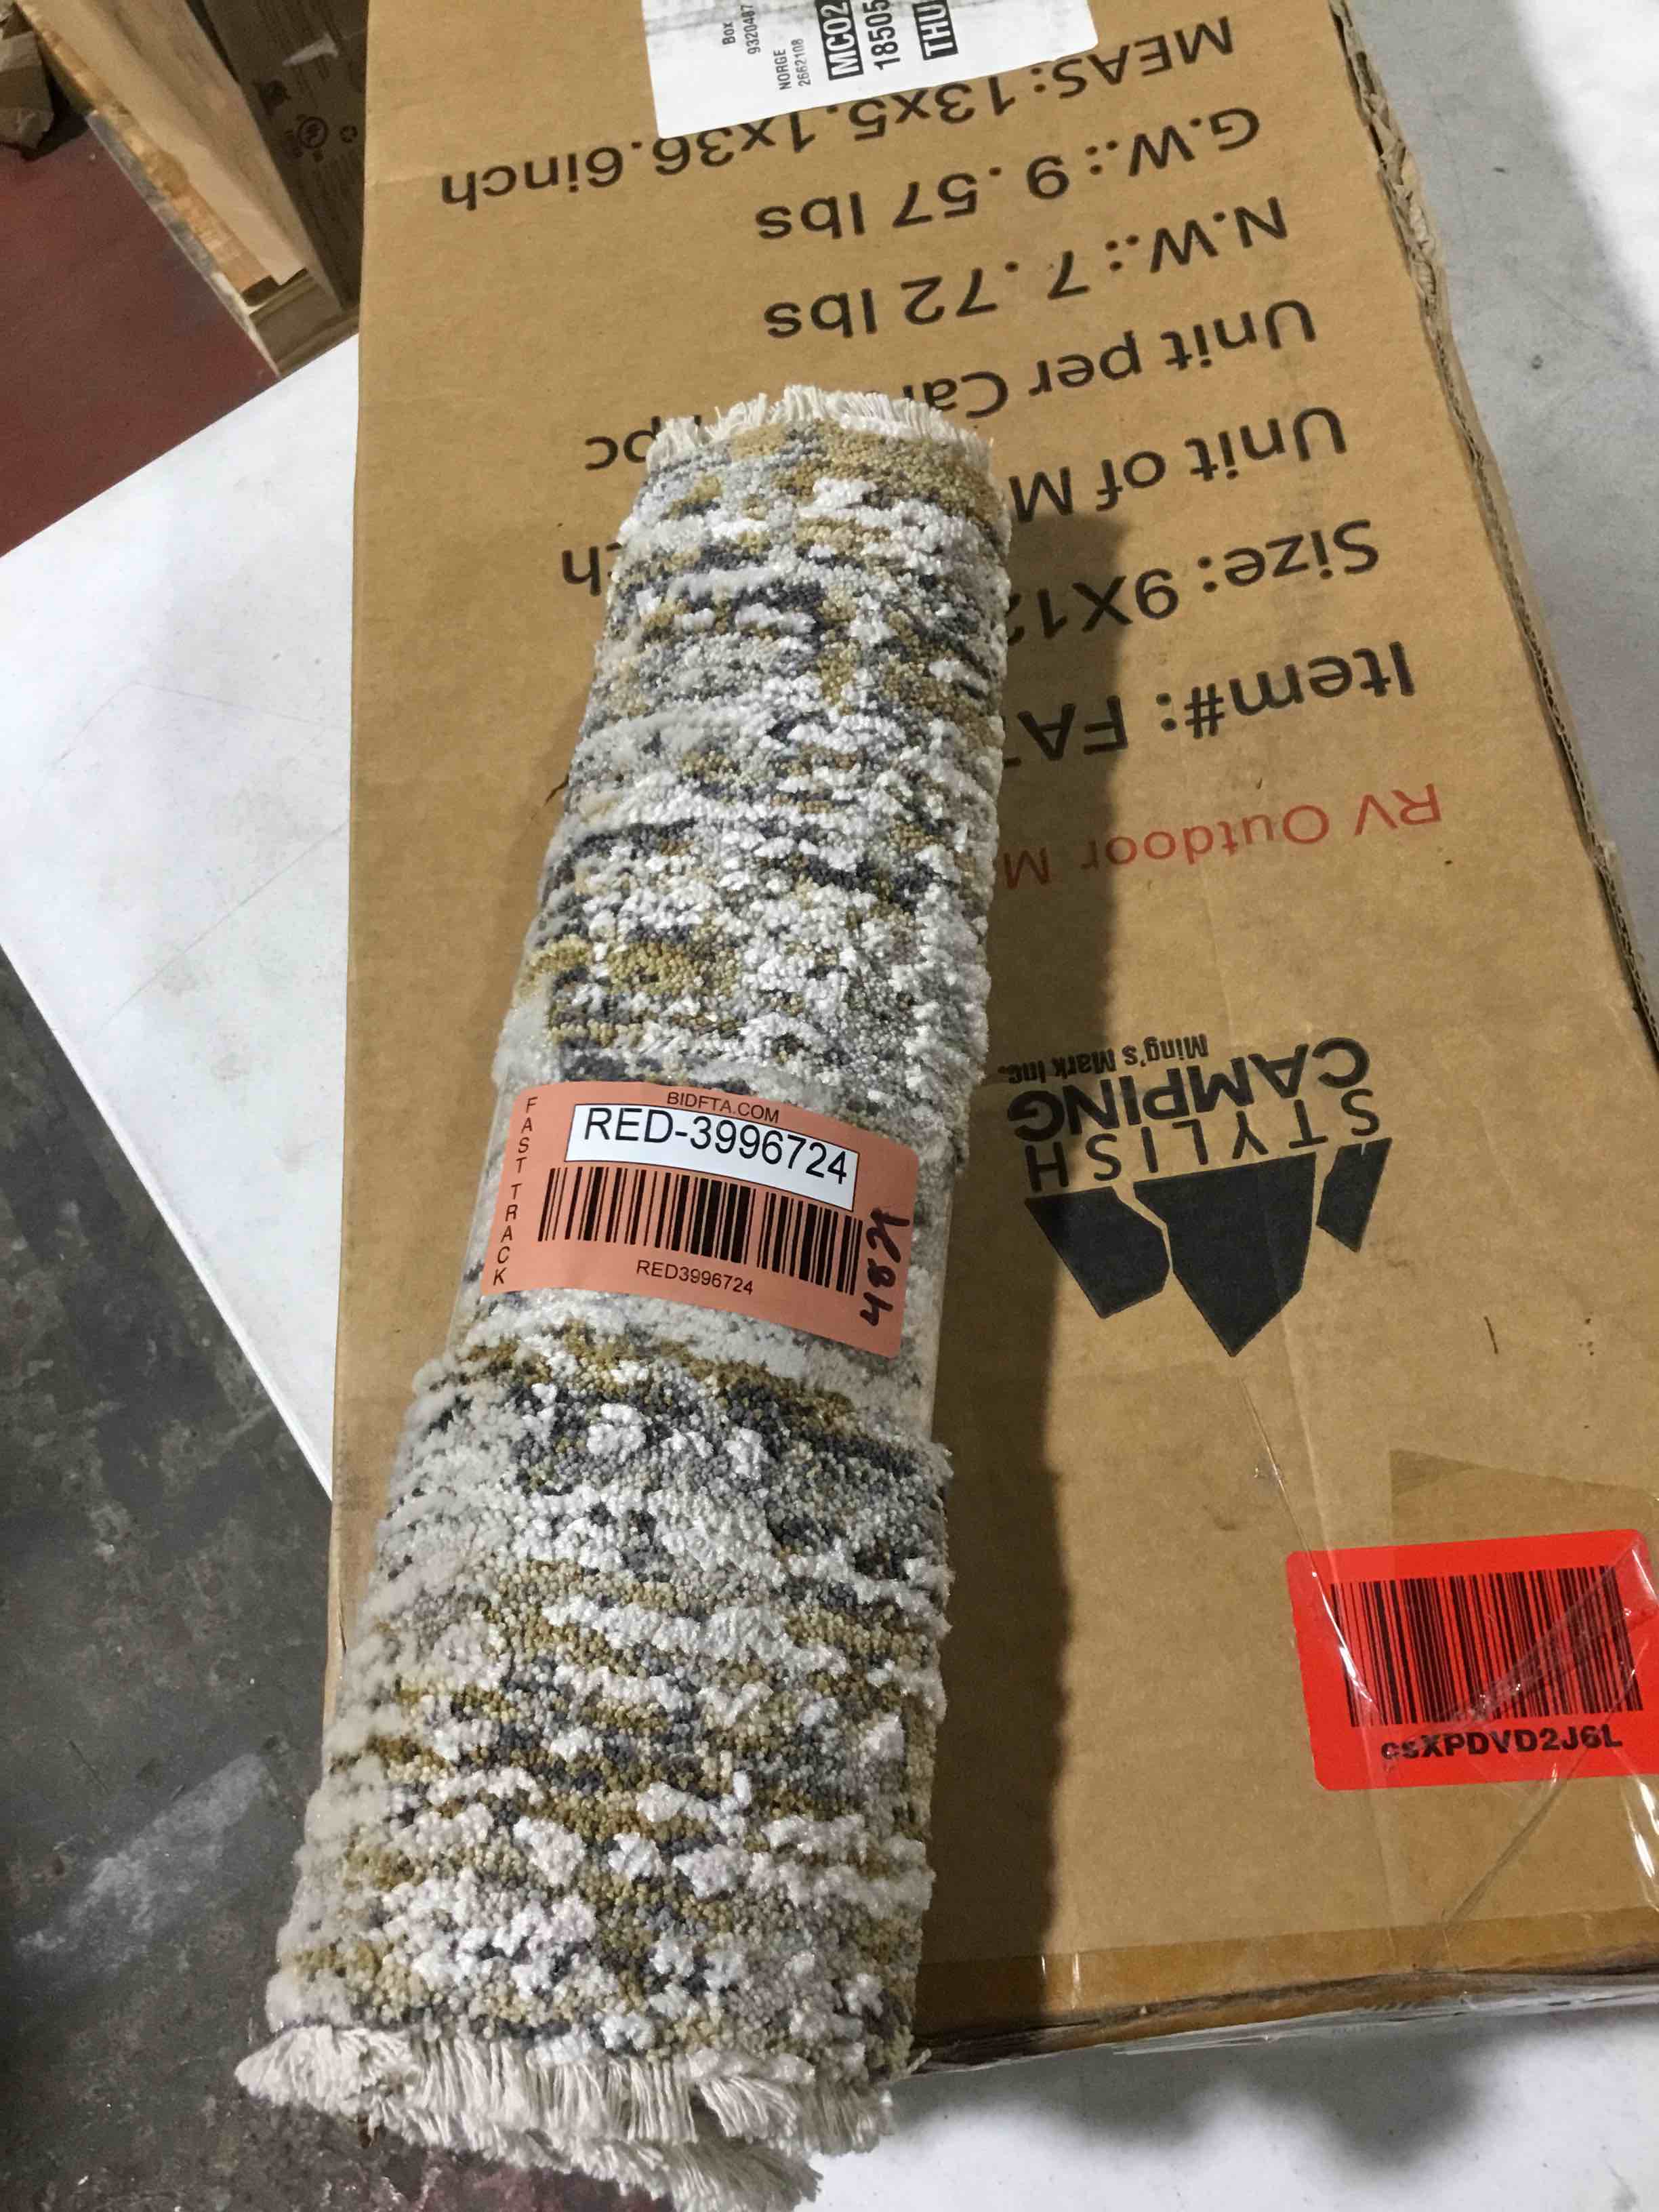 BIDFTA.COM
FAST TRACK
RED-3996724
RED3996724
4824
Box
9320487
NORGE
2662108
MC02
18505
THU
MEAS:13x5.1x36.6inch
G.W.:9.57 lbs
N.W.:7.72 lbs
Unit per Car
pc
Unit of M
Size:9X12
Item#:FA
RV Outdoor M
STYLISH
CAMPING
Ming's Mark Inc.
csXPDVD2J6L